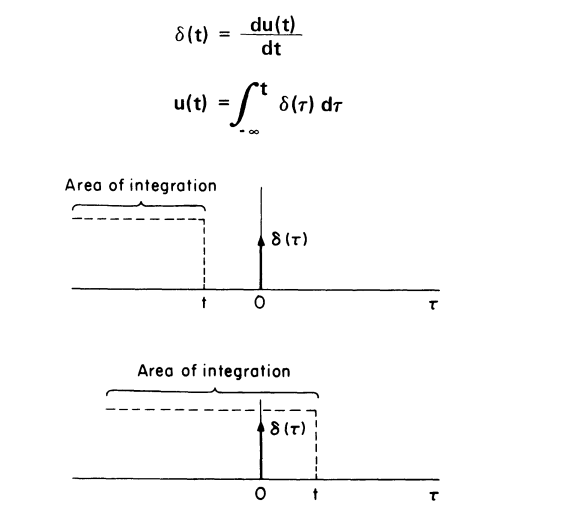 δ(t) = du(t)/dt
u(t) = ∫_{-∞}^{t} δ(τ) dτ
Area of integration
δ(τ)
t 0 τ
Area of integration
δ(τ)
0 t τ